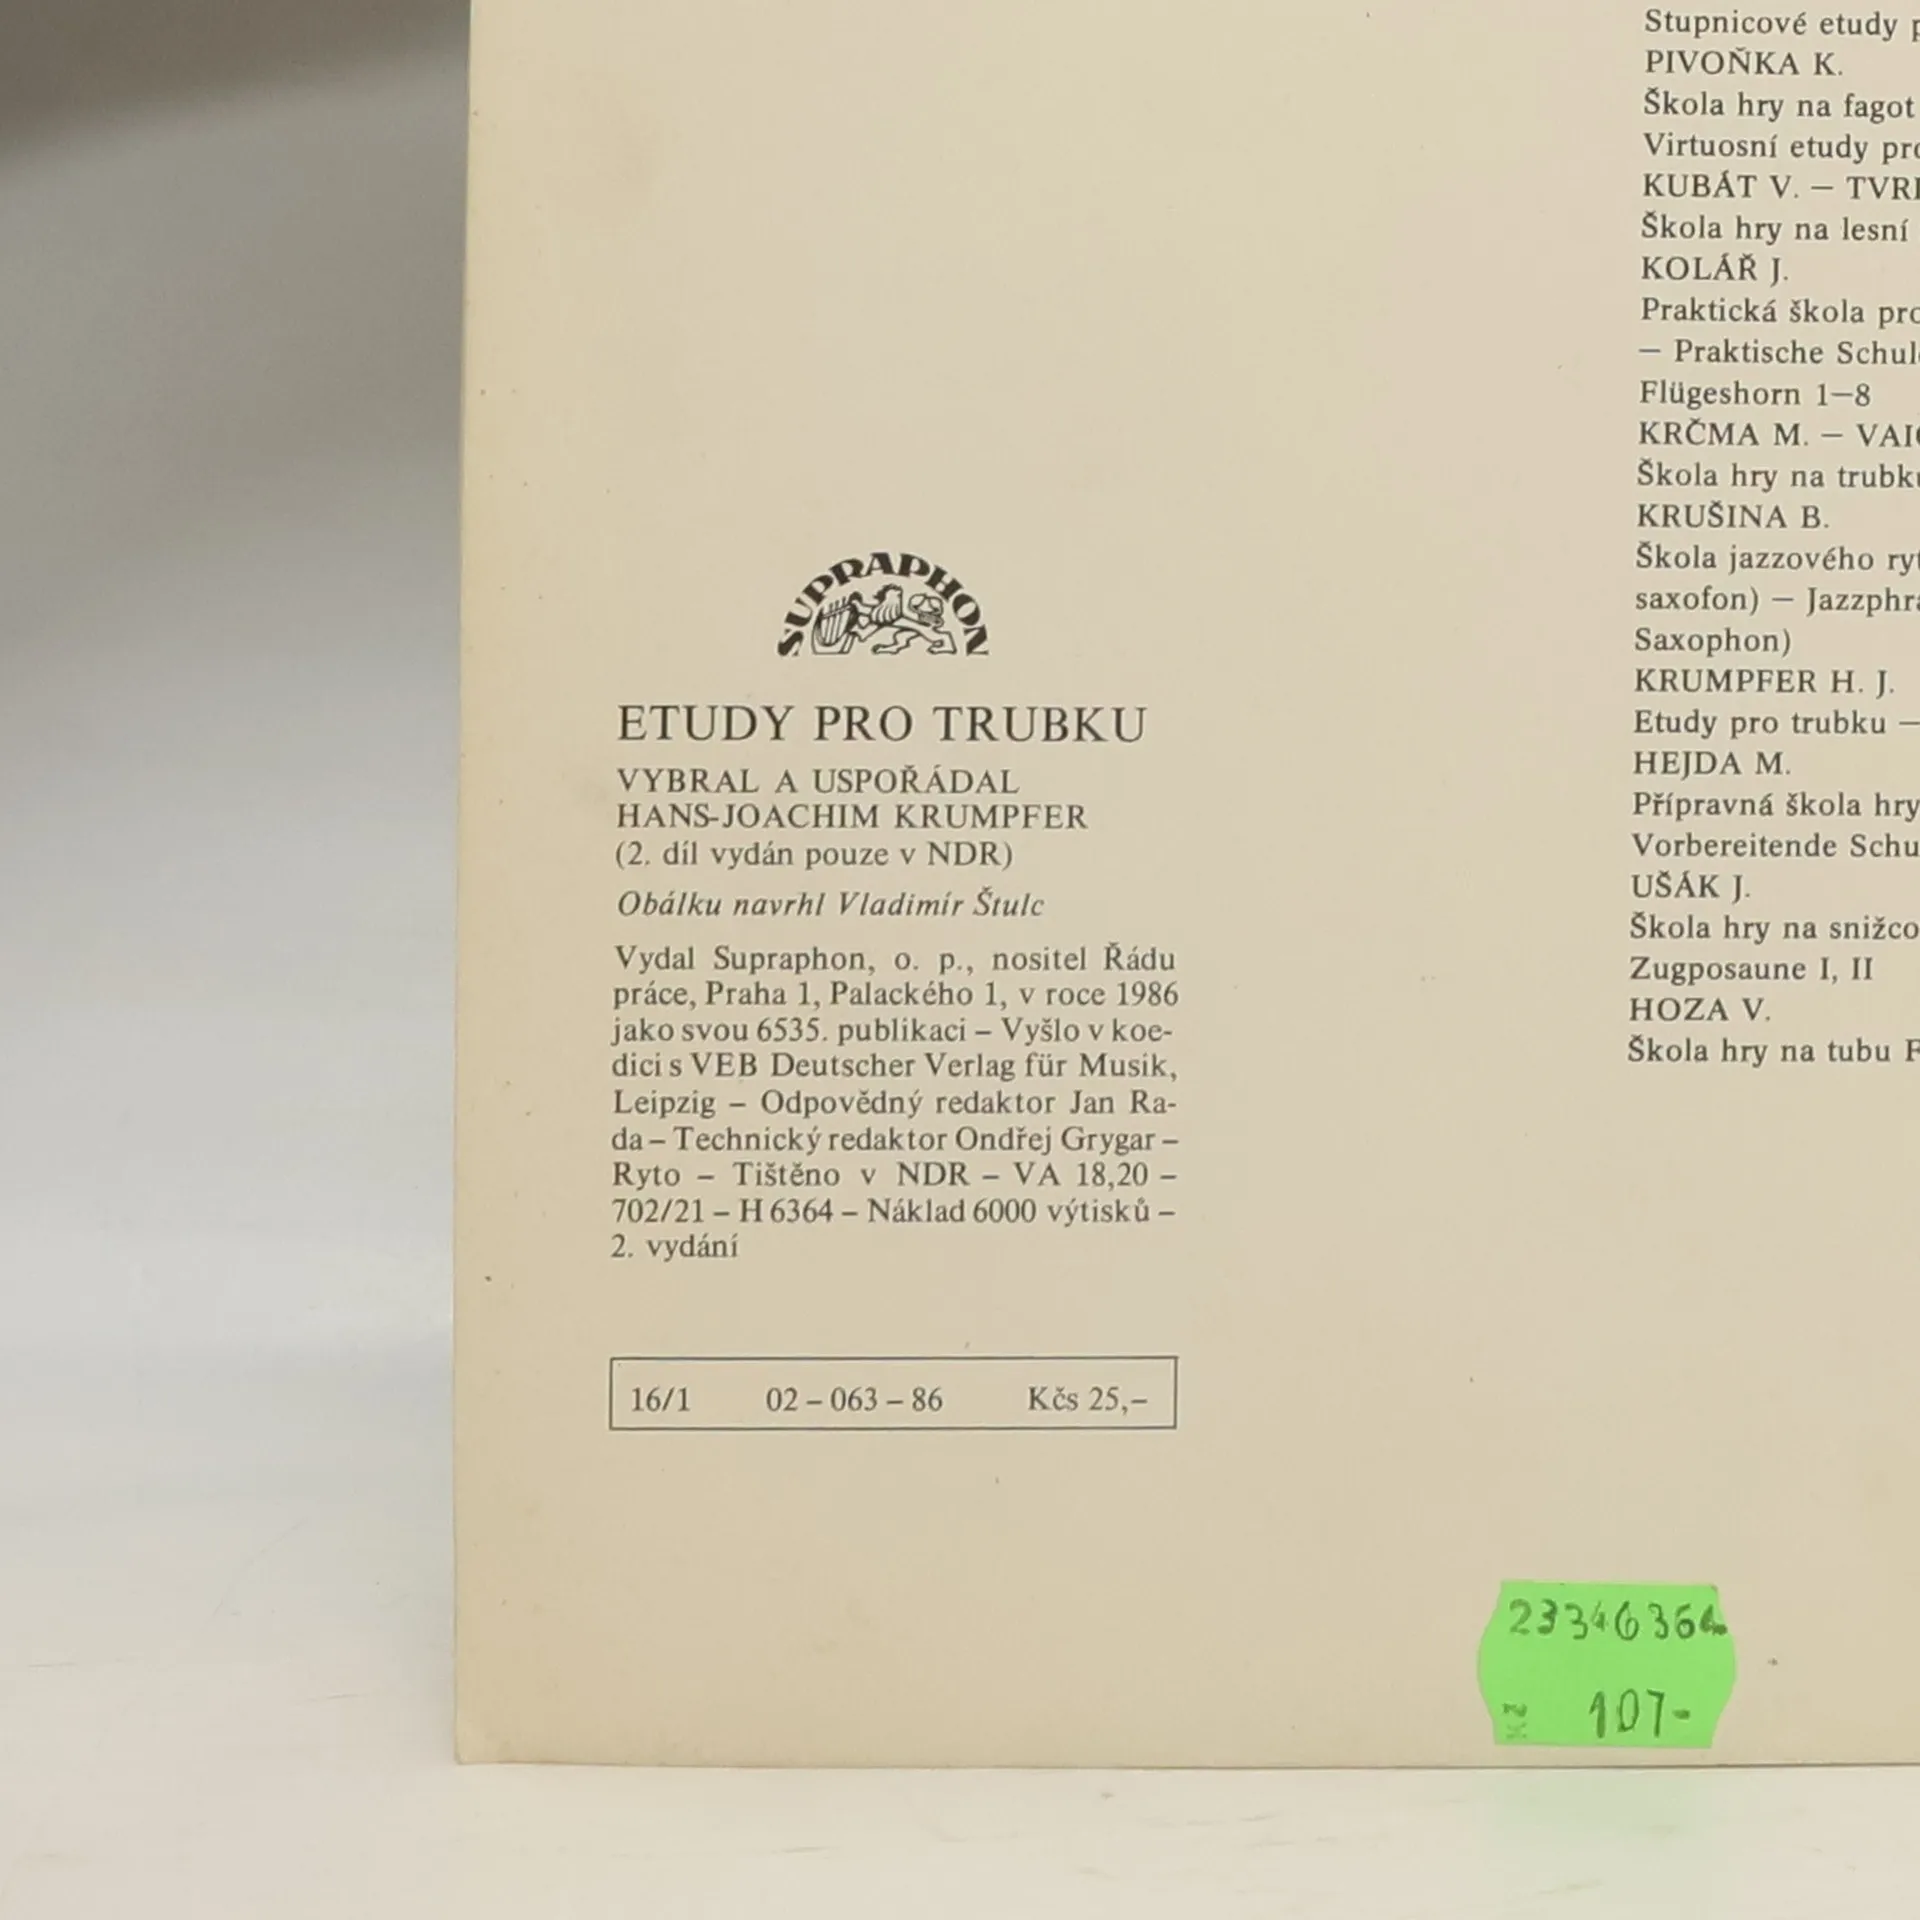 SUPRAPHON
ETUDY PRO TRUBKU
VYBRAL A USPOŘÁDAL
HANS-JOACHIM KRUMPFER
(2. díl vydán pouze v NDR)
Obálku navrhl Vladimír Štulc
Vydal Supraphon, o. p., nositel Řádu
práce, Praha 1, Palackého 1, v roce 1986
jako svou 6535. publikaci – Vyšlo v koe-
dici s VEB Deutscher Verlag für Musik,
Leipzig – Odpovědný redaktor Jan Ra-
da – Technický redaktor Ondřej Grygar –
Ryto – Tištěno v NDR – VA 18,20 –
702/21 – H 6364 – Náklad 6000 výtisků –
2. vydání
16/1 02 – 063 – 86 Kčs 25,–
Stupnicové etudy
PIVOŇKA K.
Škola hry na fagot
Virtuosní etudy pro
KUBÁT V. —
Škola hry na lesní
KOLÁŘ J.
Praktická škola pro
— Praktische
Flügeshorn 1—8
KRČMA M. —
Škola hry na
KRUŠINA B.
Škola jazzového
saxofon) —
Saxophon)
KRUMPFER H. J.
Etudy pro trubku —
HEJDA M.
Přípravná škola hry
Vorbereitende
UŠÁK J.
Škola hry na
Zugposaune I, II
HOZA V.
Škola hry na tubu
23346364
Kč 107-